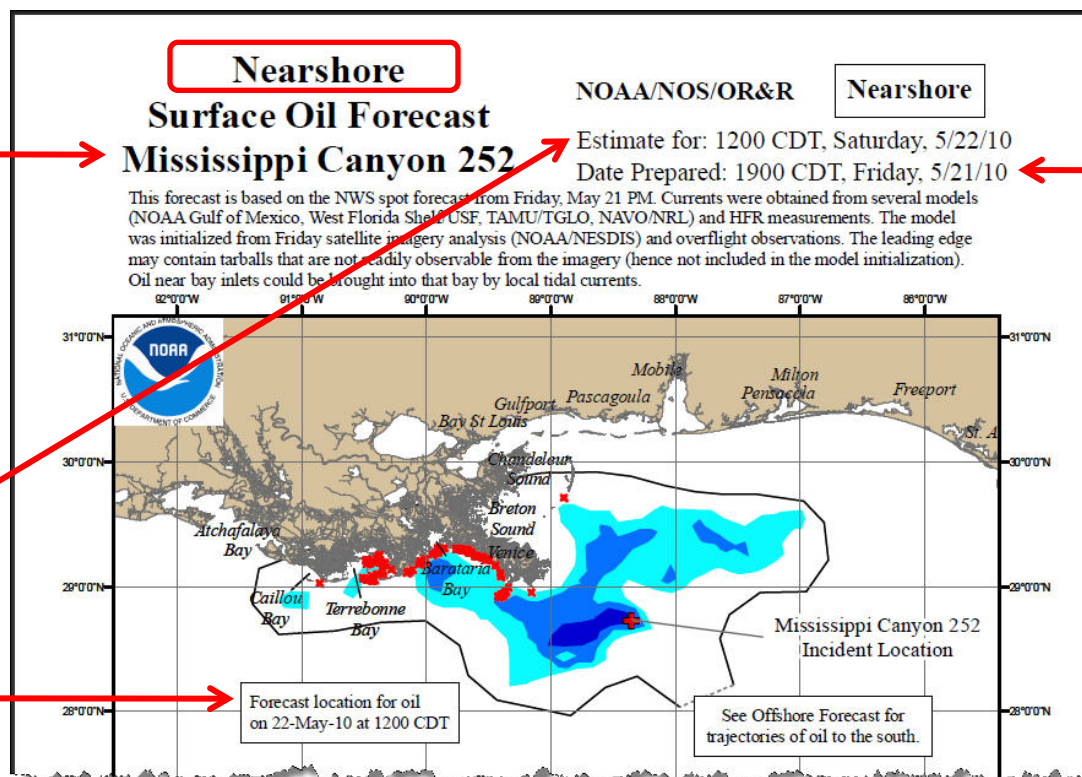 Nearshore
Surface Oil Forecast
Mississippi Canyon 252
NOAA/NOS/OR&R
Nearshore
Estimate for: 1200 CDT, Saturday, 5/22/10
Date Prepared: 1900 CDT, Friday, 5/21/10
This forecast is based on the NWS spot forecast from Friday, May 21 PM. Currents were obtained from several models
(NOAA Gulf of Mexico, West Florida Shelf/USF, TAMU/TGLO, NAVO/NRL) and HFR measurements. The model
was initialized from Friday satellite imagery analysis (NOAA/NESDIS) and overflight observations. The leading edge
may contain tarballs that are not readily observable from the imagery (hence not included in the model initialization).
Oil near bay inlets could be brought into that bay by local tidal currents.
92°0'0"W 91°0'0"W 90°0'0"W 89°0'0"W 88°0'0"W 87°0'0"W 86°0'0"W
31°0'0"N 31°0'0"N
NATIONAL OCEANIC AND ATMOSPHERIC ADMINISTRATION
NOAA
U.S. DEPARTMENT OF COMMERCE
Mobile
Milton
Pensacola
Freeport
Pascagoula
Gulfport
Bay St Louis
St. A
30°0'0"N 30°0'0"N
Chandeleur
Sound
Breton
Sound
Atchafalaya
Bay
Venice
Barataria
Bay
29°0'0"N 29°0'0"N
Caillou
Bay
Terrebonne
Bay
Mississippi Canyon 252
Incident Location
Forecast location for oil
on 22-May-10 at 1200 CDT
See Offshore Forecast for
trajectories of oil to the south.
28°0'0"N 28°0'0"N